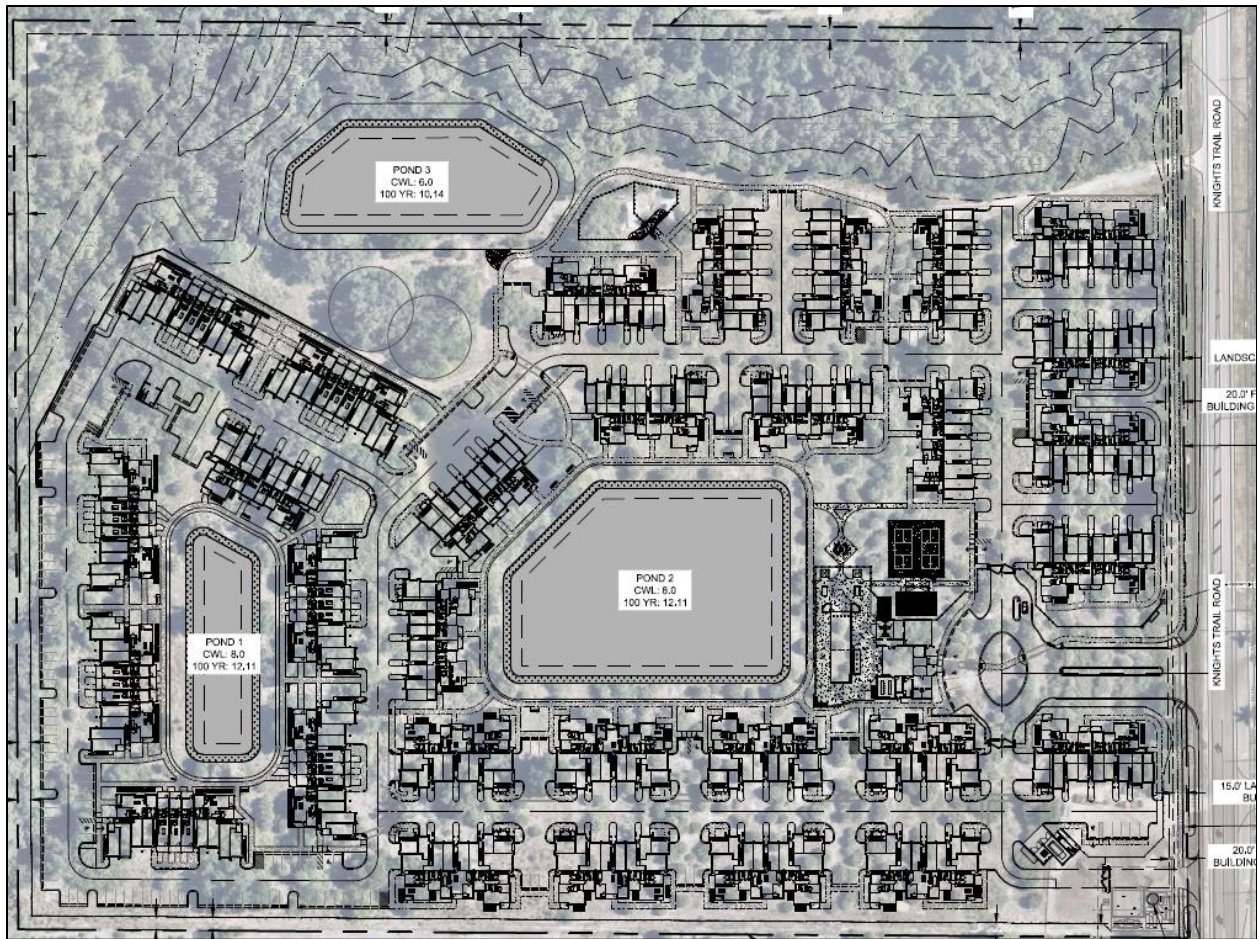 POND 3
CWL: 6.0
100 YR: 10.14
KNIGHTS TRAIL ROAD
LANDSC
20.0' F
BUILDING
POND 2
CWL: 8.0
100 YR: 12.11
POND 1
CWL: 8.0
100 YR: 12.11
KNIGHTS TRAIL ROAD
15.0' LA
BU
20.0'
BUILDING